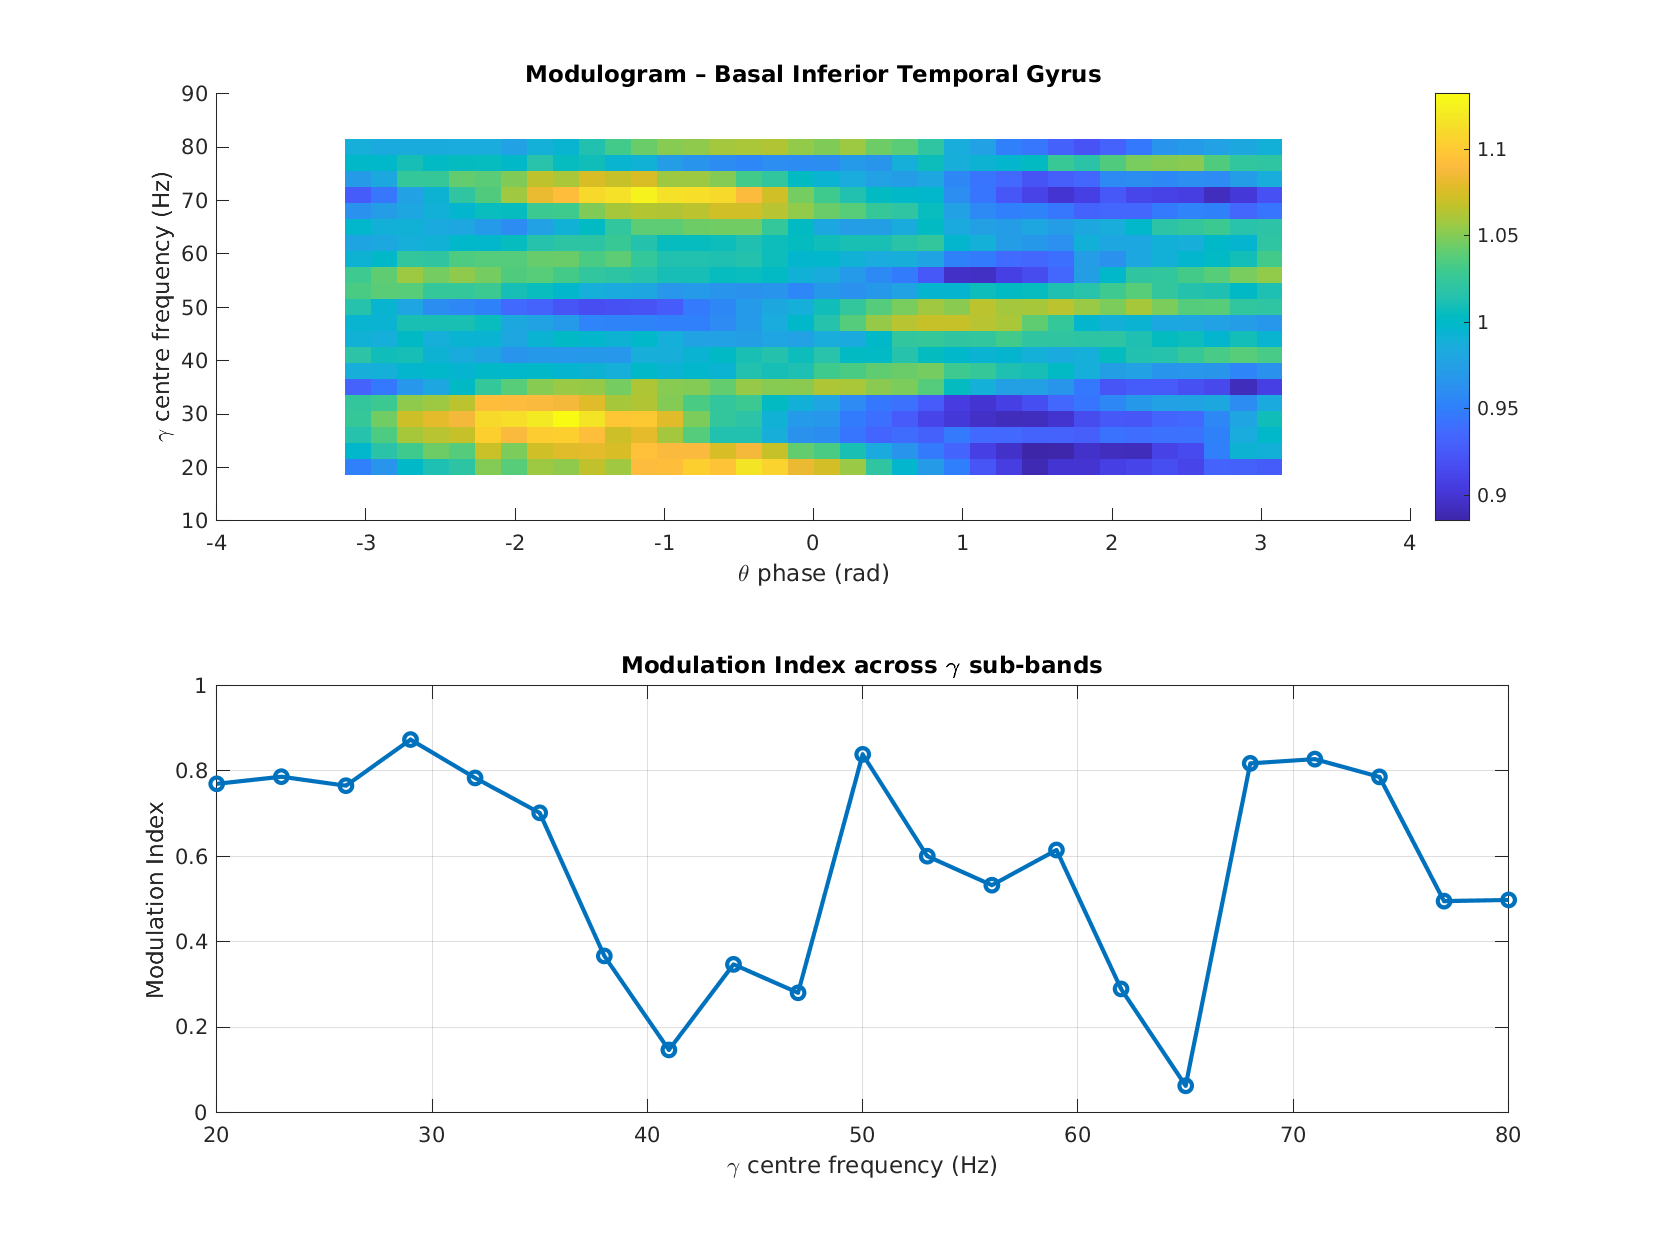 Modulogram – Basal Inferior Temporal Gyrus
90
80
70
60
50
40
30
20
10
γ centre frequency (Hz)
-4 -3 -2 -1 0 1 2 3 4
θ phase (rad)
1.1
1.05
1
0.95
0.9
Modulation Index across γ sub-bands
1
0.8
0.6
0.4
0.2
0
Modulation Index
20 30 40 50 60 70 80
γ centre frequency (Hz)